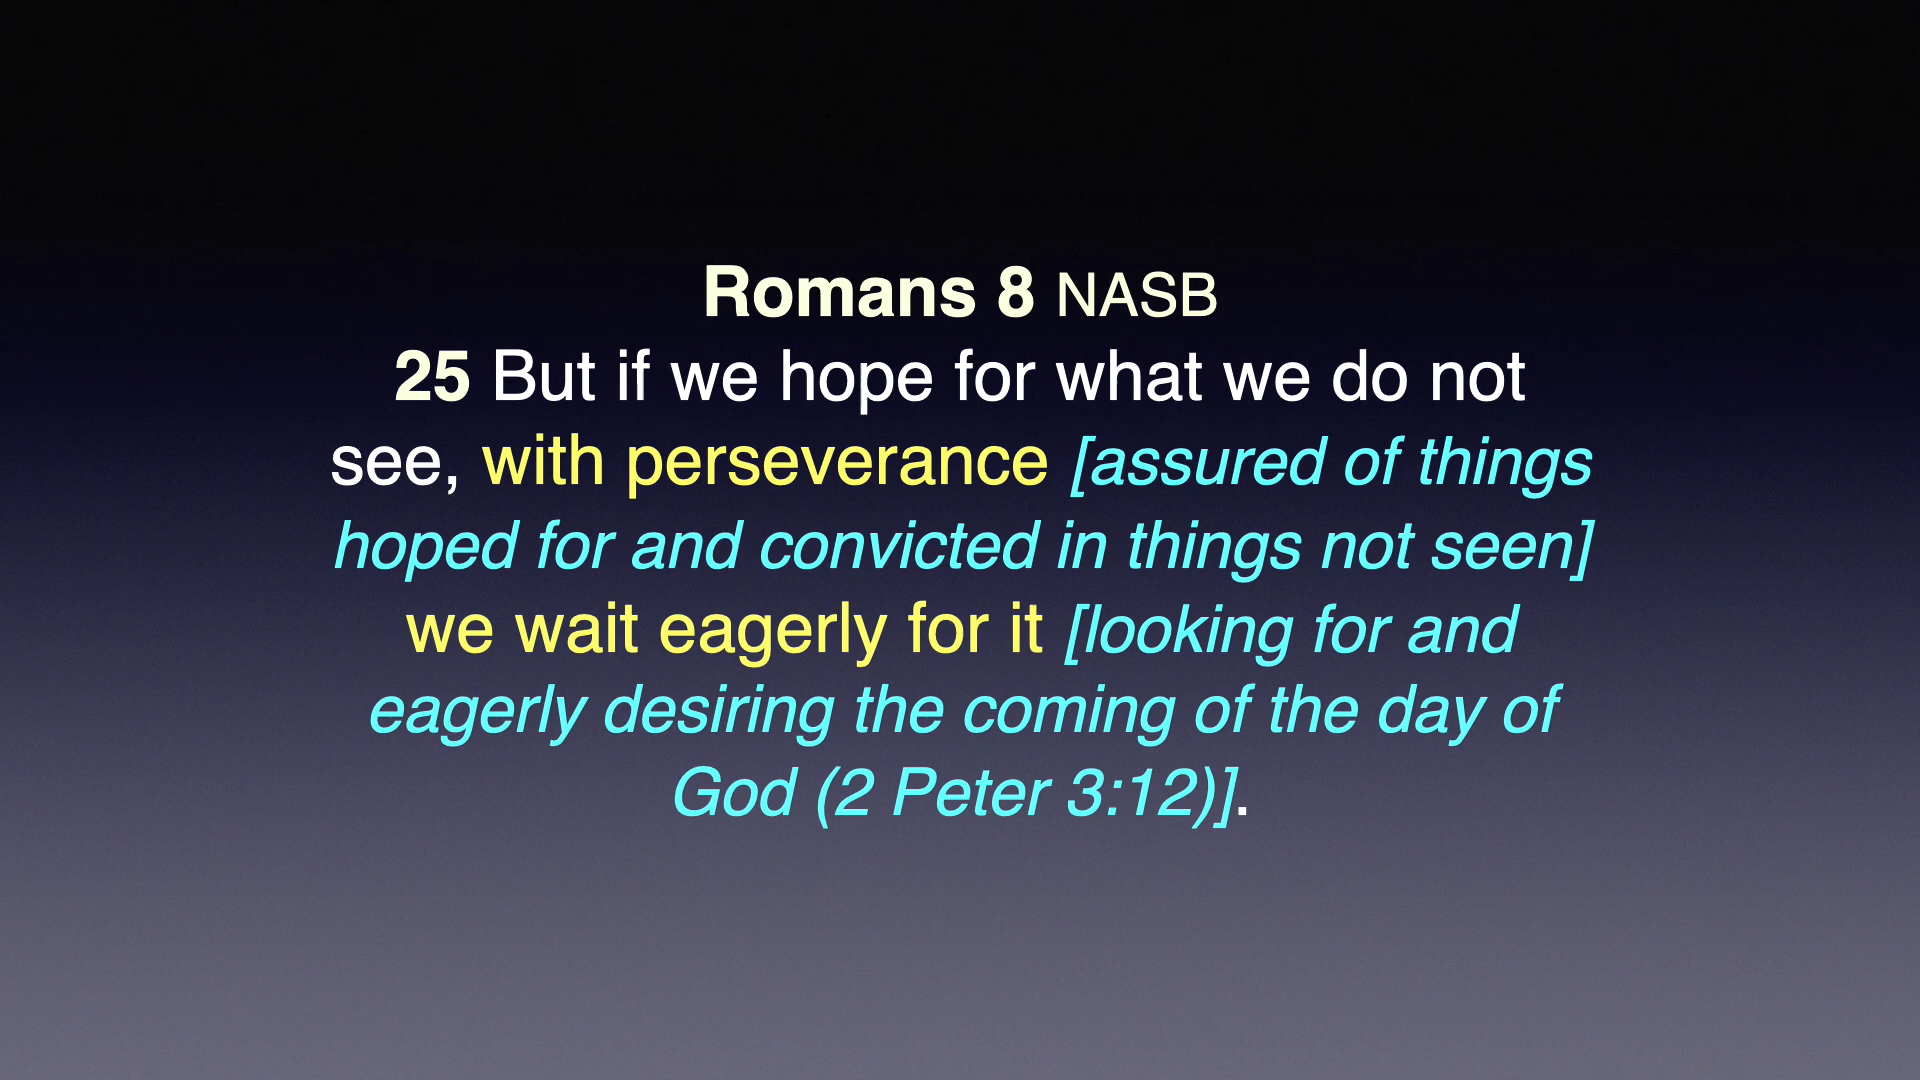 Romans 8 NASB
25 But if we hope for what we do not
see, with perseverance [assured of things
hoped for and convicted in things not seen]
we wait eagerly for it [looking for and
eagerly desiring the coming of the day of
God (2 Peter 3:12)].